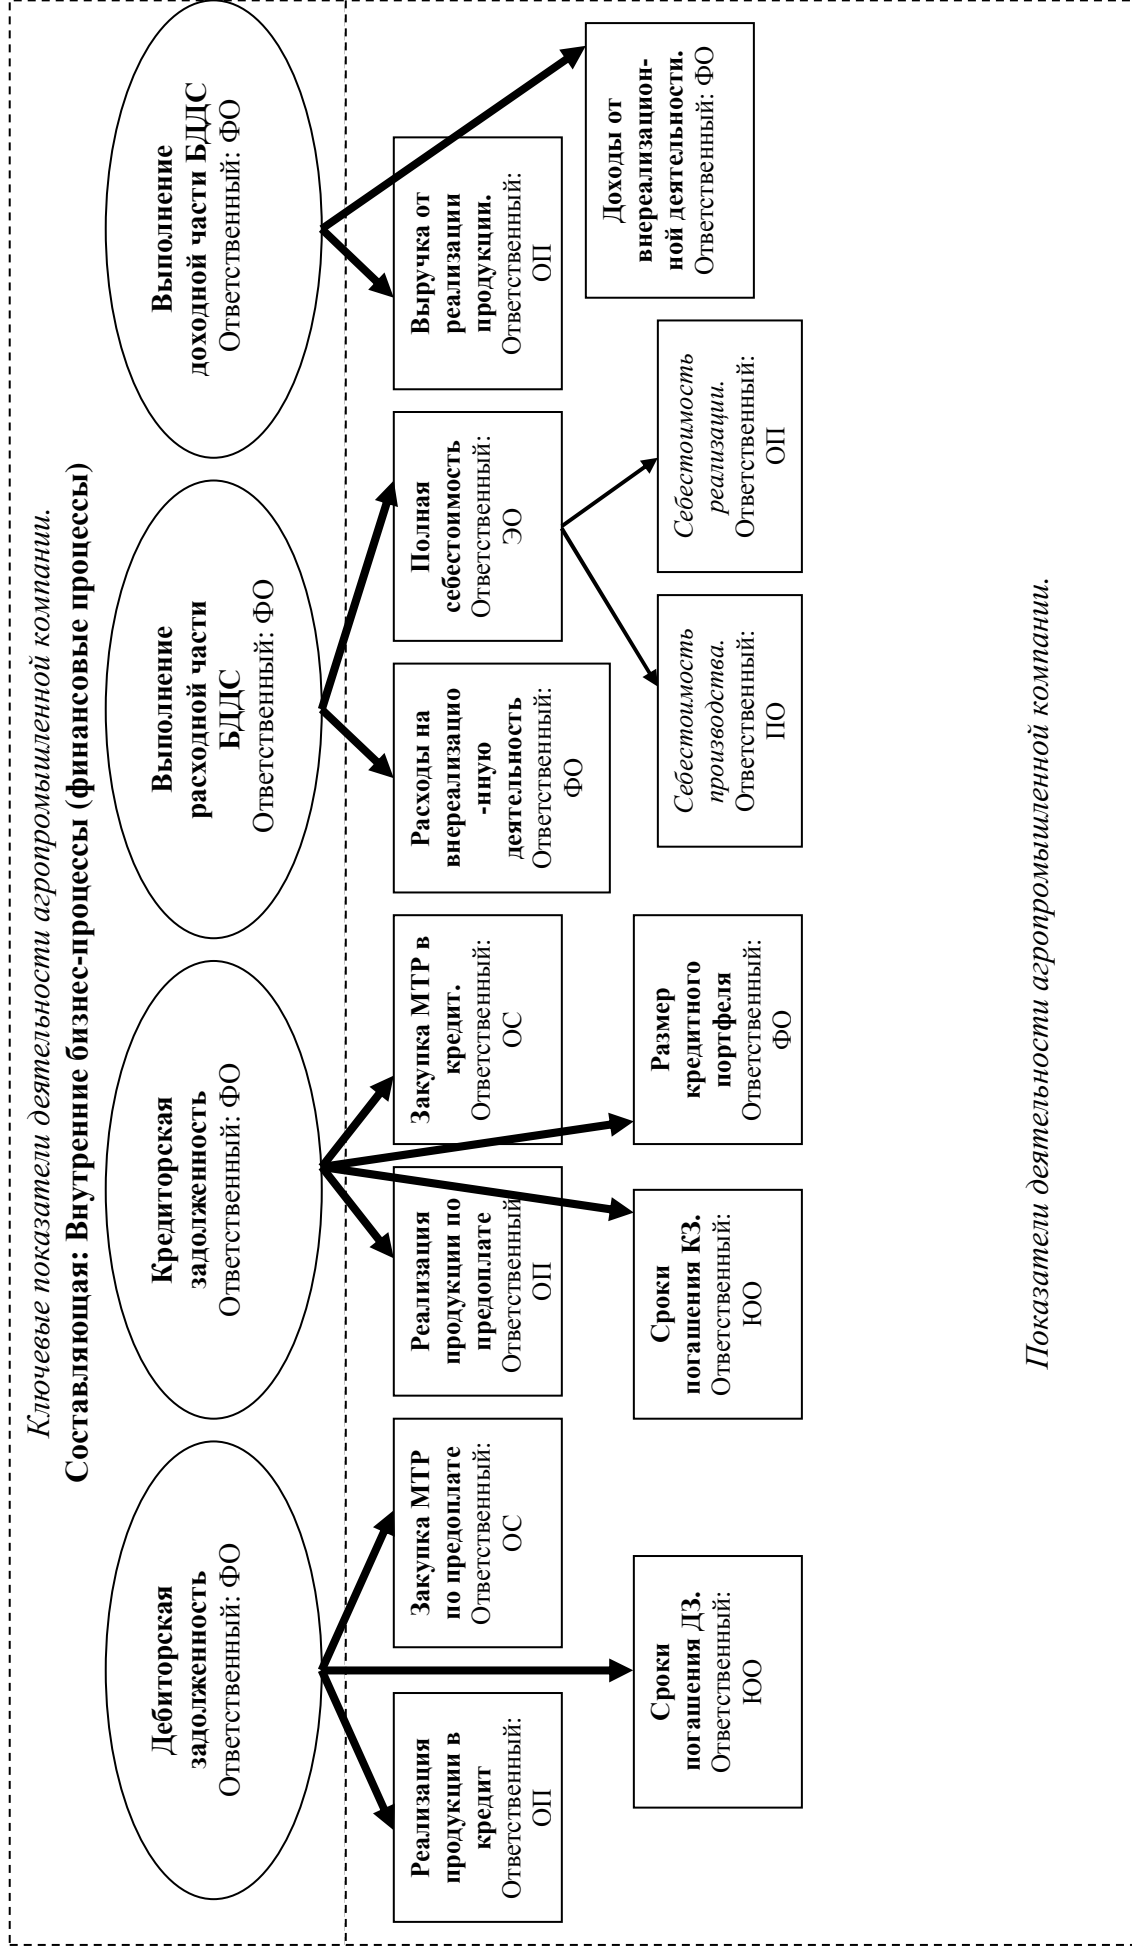 Ключевые показатели деятельности агропромышленной компании.
Составляющая: Внутренние бизнес-процессы (финансовые процессы)
Дебиторская
задолженность
Ответственный: ФО
Кредиторская
задолженность
Ответственный: ФО
Выполнение
расходной части
БДДС
Ответственный: ФО
Выполнение
доходной части БДДС
Ответственный: ФО
Реализация
продукции в
кредит
Ответственный:
ОП
Закупка МТР
по предоплате
Ответственный:
ОС
Реализация
продукции по
предоплате
Ответственный
ОП
Закупка МТР в
кредит.
Ответственный:
ОС
Расходы на
внереализацио
-нную
деятельность
Ответственный:
ФО
Полная
себестоимость
Ответственный:
ЭО
Выручка от
реализации
продукции.
Ответственный:
ОП
Доходы от
внереализацион-
ной деятельности.
Ответственный: ФО
Сроки
погашения ДЗ.
Ответственный:
ЮО
Сроки
погашения КЗ.
Ответственный:
ЮО
Размер
кредитного
портфеля
Ответственный:
ФО
Себестоимость
производства.
Ответственный:
ПО
Себестоимость
реализации.
Ответственный:
ОП
Показатели деятельности агропромышленной компании.